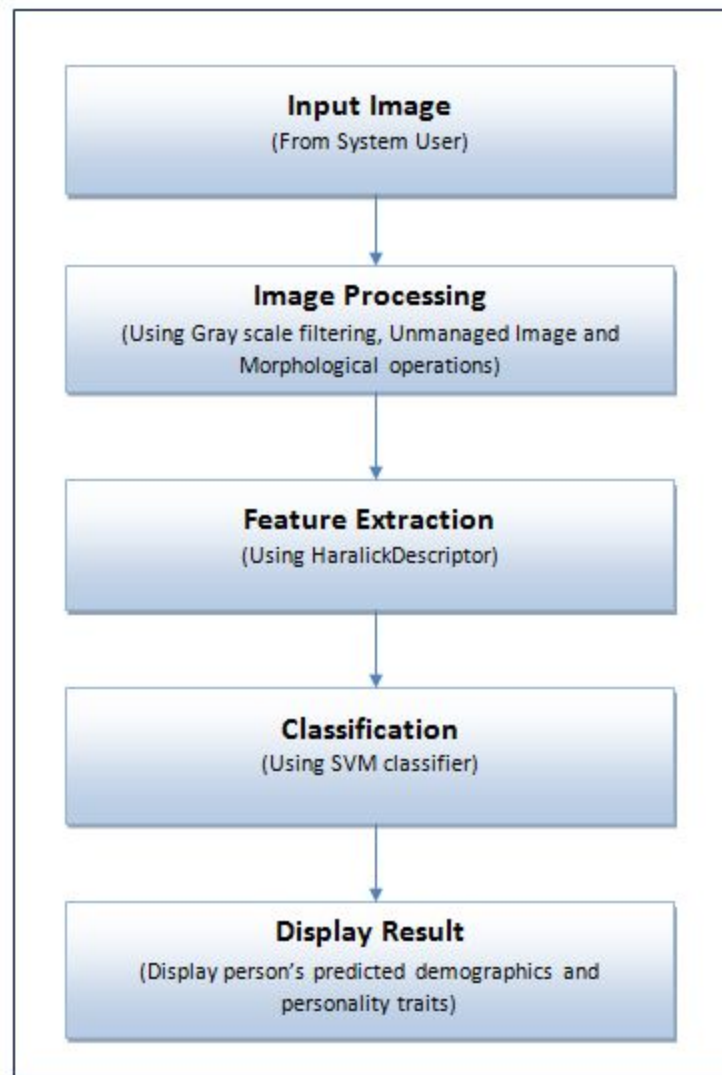 Input Image
(From System User)
Image Processing
(Using Gray scale filtering, Unmanaged Image and
Morphological operations)
Feature Extraction
(Using HaralickDescriptor)
Classification
(Using SVM classifier)
Display Result
(Display person's predicted demographics and
personality traits)